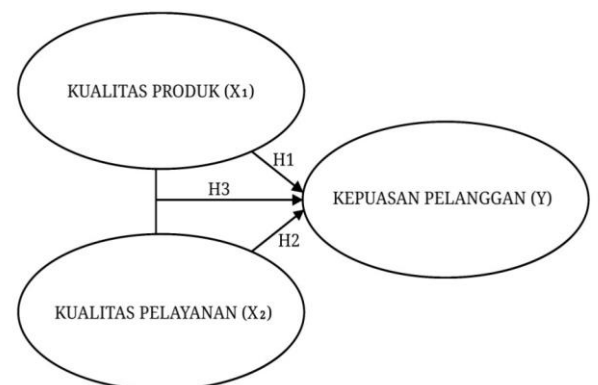 KUALITAS PRODUK (X₁)
H1
H3
KEPUASAN PELANGGAN (Y)
H2
KUALITAS PELAYANAN (X₂)